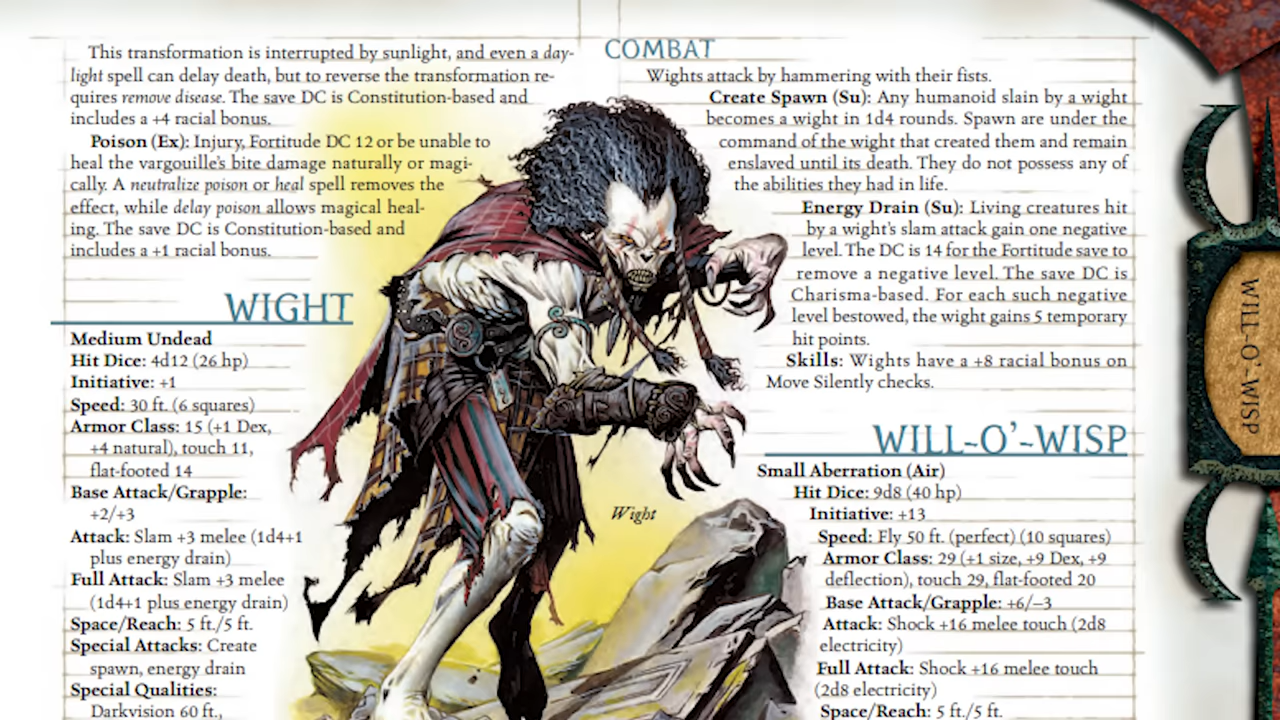 This transformation is interrupted by sunlight, and even a day-
light spell can delay death, but to reverse the transformation re-
quires remove disease. The save DC is Constitution-based and
includes a +4 racial bonus.
Poison (Ex): Injury, Fortitude DC 12 or be unable to
heal the vargouille's bite damage naturally or magi-
cally. A neutralize poison or heal spell removes the
effect, while delay poison allows magical heal-
ing. The save DC is Constitution-based and
includes a +1 racial bonus.
WIGHT
Medium Undead
Hit Dice: 4d12 (26 hp)
Initiative: +1
Speed: 30 ft. (6 squares)
Armor Class: 15 (+1 Dex,
+4 natural), touch 11,
flat-footed 14
Base Attack/Grapple:
+2/+3
Attack: Slam +3 melee (1d4+1
plus energy drain)
Full Attack: Slam +3 melee
(1d4+1 plus energy drain)
Space/Reach: 5 ft./5 ft.
Special Attacks: Create
spawn, energy drain
Special Qualities:
Darkvision 60 ft.,
Wight
COMBAT
Wights attack by hammering with their fists.
Create Spawn (Su): Any humanoid slain by a wight
becomes a wight in 1d4 rounds. Spawn are under the
command of the wight that created them and remain
enslaved until its death. They do not possess any of
the abilities they had in life.
Energy Drain (Su): Living creatures hit
by a wight's slam attack gain one negative
level. The DC is 14 for the Fortitude save to
remove a negative level. The save DC is
Charisma-based. For each such negative
level bestowed, the wight gains 5 temporary
hit points.
Skills: Wights have a +8 racial bonus on
Move Silently checks.
WILL-O'-WISP
Small Aberration (Air)
Hit Dice: 9d8 (40 hp)
Initiative: +13
Speed: Fly 50 ft. (perfect) (10 squares)
Armor Class: 29 (+1 size, +9 Dex, +9
deflection), touch 29, flat-footed 20
Base Attack/Grapple: +6/–3
Attack: Shock +16 melee touch (2d8
electricity)
Full Attack: Shock +16 melee touch
(2d8 electricity)
Space/Reach: 5 ft./5 ft.
WILL-O'-WISP